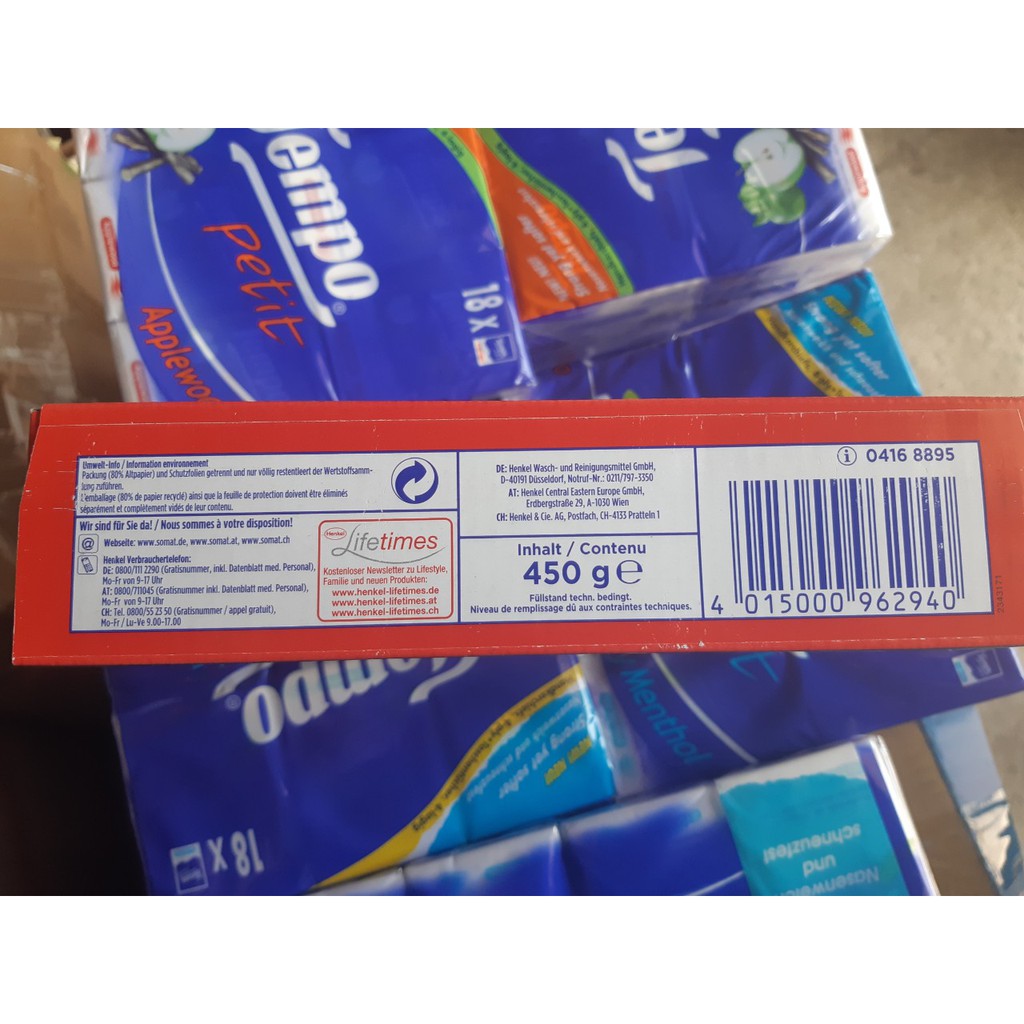 Tempo
petit
18 x
18 x
Umwelt-Info / Information environnement
Packung (80% Altpapier) und Schutzfolien getrennt und nur völlig restentleert der Wertstoffsamm-
lung zuführen.
L'emballage (80% de papier recyclé) ainsi que la feuille de protection doivent être éliminés
séparément et complètement vidés de leur contenu.
Wir sind für Sie da! / Nous sommes à votre disposition!
Webseite: www.somat.de, www.somat.at, www.somat.ch
Henkel Verbrauchertelefon:
DE: 0800/111 2290 (Gratisnummer, inkl. Datenblatt med. Personal),
Mo-Fr von 9-17 Uhr
AT: 0800/711045 (Gratisnummer inkl. Datenblatt med. Personal),
Mo-Fr von 9-17 Uhr
CH: Tel. 0800/55 23 50 (Gratisnummer / appel gratuit),
Mo-Fr / Lu-Ve 9.00-17.00
Henkel
Lifetimes
Kostenloser Newsletter zu Lifestyle,
Familie und neuen Produkten:
www.henkel-lifetimes.de
www.henkel-lifetimes.at
www.henkel-lifetimes.ch
DE: Henkel Wasch- und Reinigungsmittel GmbH,
D-40191 Düsseldorf, Notruf-Nr.: 0211/797-3350
AT: Henkel Central Eastern Europe GmbH,
Erdbergstraße 29, A-1030 Wien
CH: Henkel & Cie. AG, Postfach, CH-4133 Pratteln 1
Inhalt / Contenu
450 g e
Füllstand techn. bedingt.
Niveau de remplissage dû aux contraintes techniques.
0416 8895
4 015000 962940
2343171
Menthol
Strong yet softer
und
schneuzfest